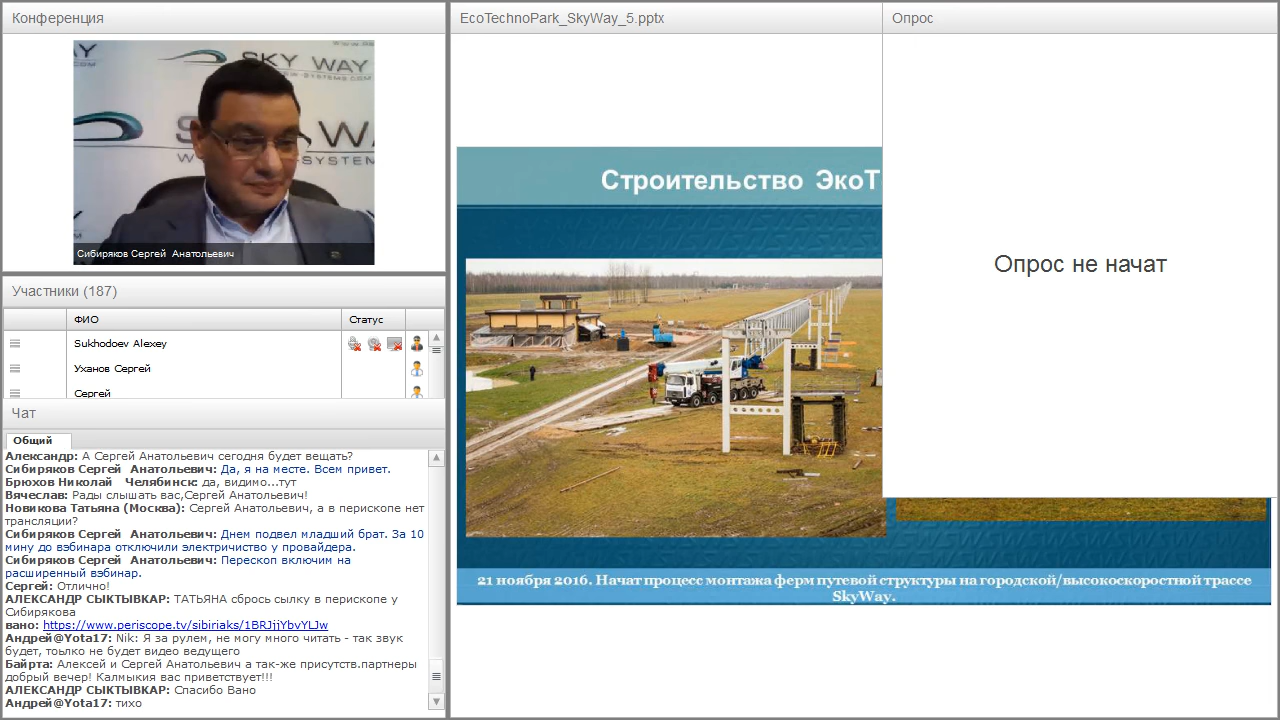 Конференция
SKY WAY
WWW.SKYWAY-SYSTEMS.COM
Сибиряков Сергей Анатольевич
Участники (187)
ФИО
Статус
Sukhodoev Alexey
Уханов Сергей
Сергей
Чат
Общий
Александр: А Сергей Анатольевич сегодня будет вещать?
Сибиряков Сергей Анатольевич: Да, я на месте. Всем привет.
Брюхов Николай Челябинск: да, видимо...тут
Вячеслав: Рады слышать вас,Сергей Анатольевич!
Новикова Татьяна (Москва): Сергей Анатольевич, а в перископе нет
трансляции?
Сибиряков Сергей Анатольевич: Днем подвел младший брат. За 10
мину до вэбинара отключили электричиство у провайдера.
Сибиряков Сергей Анатольевич: Перескоп включим на
расширенный вэбинар.
Сергей: Отлично!
АЛЕКСАНДР СЫКТЫВКАР: ТАТЬЯНА сбрось сылку в перископе у
Сибирякова
вано: https://www.periscope.tv/sibiriaks/1BRJjjYbvYLJw
Андрей@Yota17: Nik: Я за рулем, не могу много читать - так звук
будет, тоълко не будет видео ведущего
Байрта: Алексей и Сергей Анатольевич а так-же присутств.партнеры
добрый вечер! Калмыкия вас приветствует!!!
АЛЕКСАНДР СЫКТЫВКАР: Спасибо Вано
Андрей@Yota17: тихо
EcoTechnoPark_SkyWay_5.pptx
Строительство ЭкоТ
21 ноября 2016. Начат процесс монтажа ферм путевой структуры на городской/высокоскоростной трассе
SkyWay.
Опрос
Опрос не начат